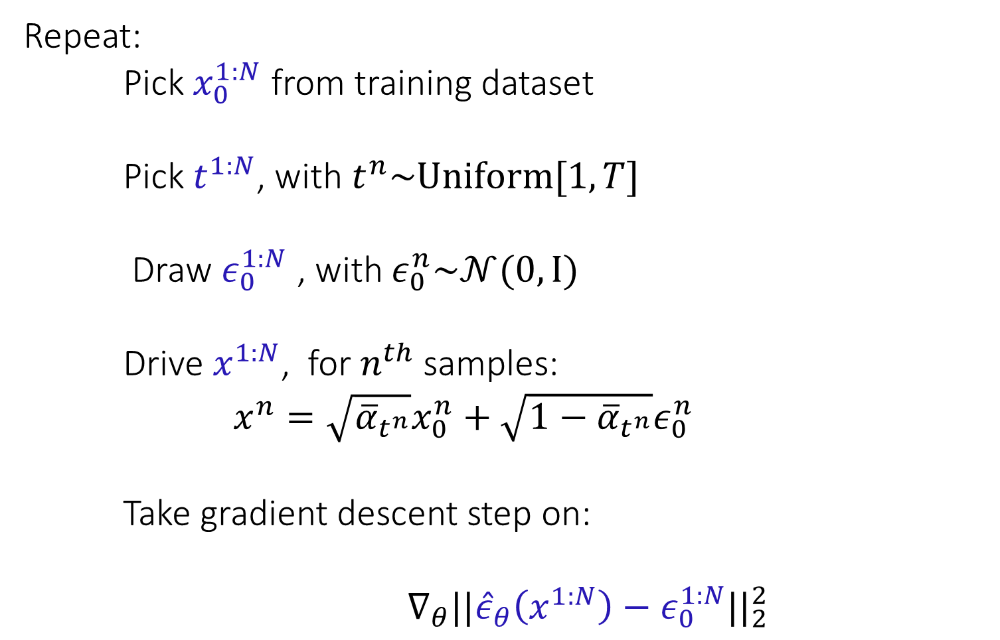 Repeat:
Pick $x_0^{1:N}$ from training dataset
Pick $t^{1:N}$, with $t^n \sim \text{Uniform}[1, T]$
Draw $\epsilon_0^{1:N}$ , with $\epsilon_0^n \sim \mathcal{N}(0, \text{I})$
Drive $x^{1:N}$, for $n^{th}$ samples:
$x^n = \sqrt{\bar{\alpha}_{t^n}} x_0^n + \sqrt{1 - \bar{\alpha}_{t^n}} \epsilon_0^n$
Take gradient descent step on:
$\nabla_\theta ||\hat{\epsilon}_\theta(x^{1:N}) - \epsilon_0^{1:N}||_2^2$